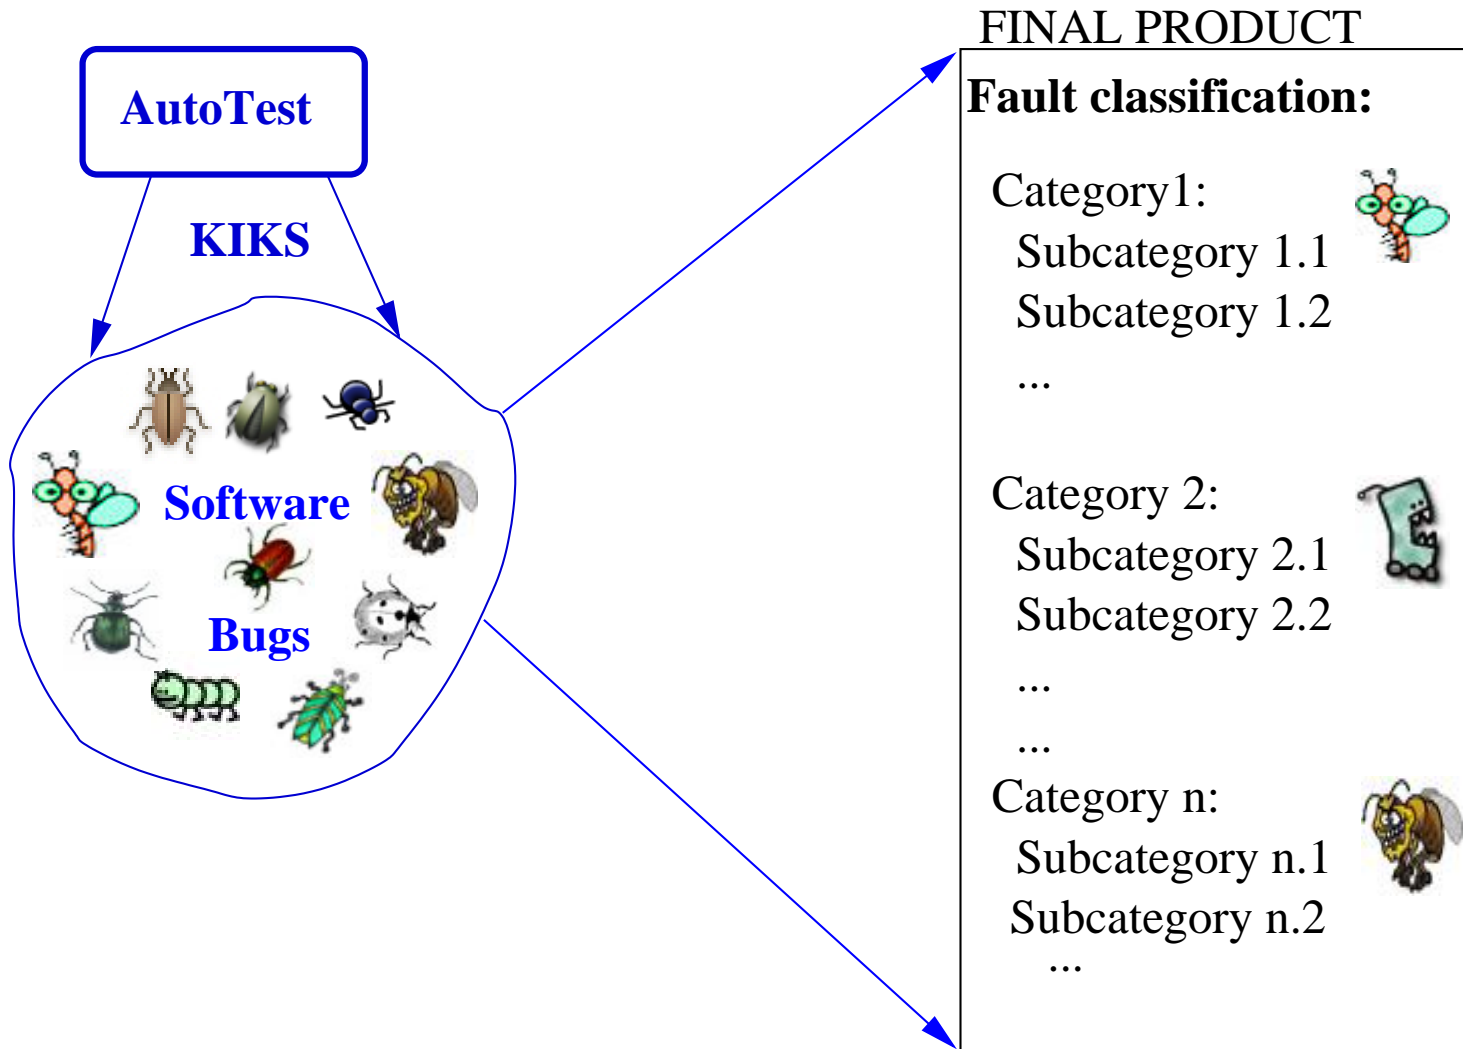 AutoTest
KIKS
Software
Bugs
FINAL PRODUCT
Fault classification:
Category1:
Subcategory 1.1
Subcategory 1.2
...
Category 2:
Subcategory 2.1
Subcategory 2.2
...
...
Category n:
Subcategory n.1
Subcategory n.2
...